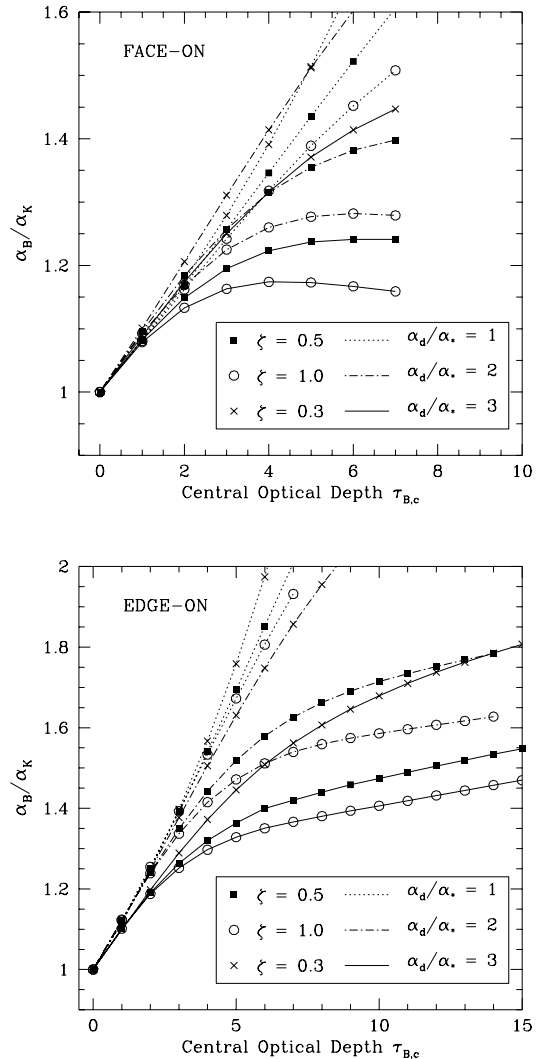 FACE-ON
1.6
1.4
1.2
1
α_B/α_K
ζ = 0.5 α_d/α_* = 1
ζ = 1.0 α_d/α_* = 2
ζ = 0.3 α_d/α_* = 3
0 2 4 6 8 10
Central Optical Depth τ_B,c
EDGE-ON
2
1.8
1.6
1.4
1.2
1
α_B/α_K
ζ = 0.5 α_d/α_* = 1
ζ = 1.0 α_d/α_* = 2
ζ = 0.3 α_d/α_* = 3
0 5 10 15
Central Optical Depth τ_B,c